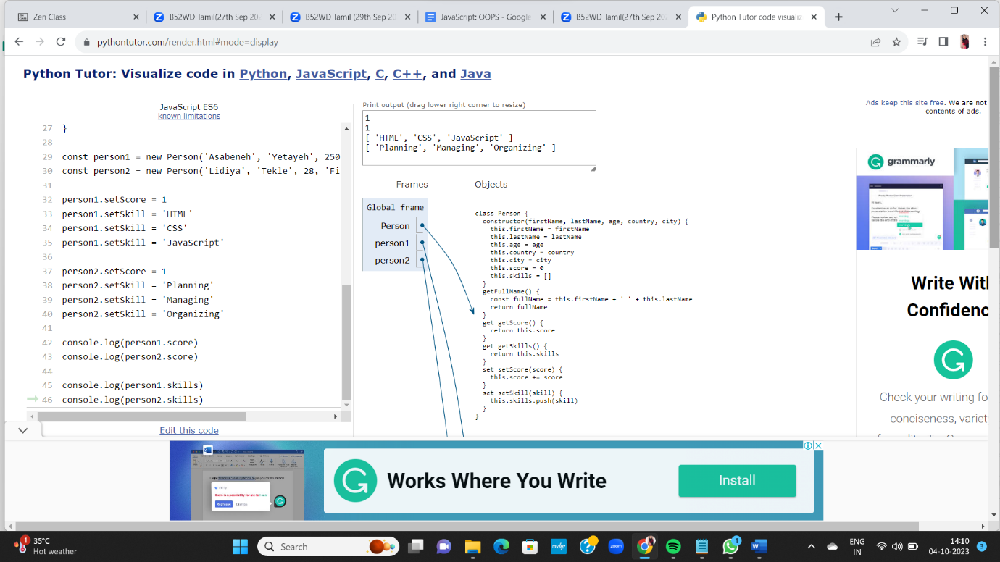 Zen Class
B52WD Tamil(27th Sep 202
B52WD Tamil (29th Sep 20
JavaScript: OOPS - Google
B52WD Tamil(27th Sep 20
Python Tutor code visualiz
pythontutor.com/render.html#mode=display
Python Tutor: Visualize code in Python, JavaScript, C, C++, and Java
JavaScript ES6
known limitations
27 }
28
29 const person1 = new Person('Asabeneh', 'Yetayeh', 250
30 const person2 = new Person('Lidiya', 'Tekle', 28, 'Fi
31
32 person1.setScore = 1
33 person1.setSkill = 'HTML'
34 person1.setSkill = 'CSS'
35 person1.setSkill = 'JavaScript'
36
37 person2.setScore = 1
38 person2.setSkill = 'Planning'
39 person2.setSkill = 'Managing'
40 person2.setSkill = 'Organizing'
41
42 console.log(person1.score)
43 console.log(person2.score)
44
45 console.log(person1.skills)
46 console.log(person2.skills)
Edit this code
Print output (drag lower right corner to resize)
1
1
[ 'HTML', 'CSS', 'JavaScript' ]
[ 'Planning', 'Managing', 'Organizing' ]
Frames
Objects
Global frame
Person
person1
person2
class Person {
constructor(firstName, lastName, age, country, city) {
this.firstName = firstName
this.lastName = lastName
this.age = age
this.country = country
this.city = city
this.score = 0
this.skills = []
}
getFullName() {
const fullName = this.firstName + ' ' + this.lastName
return fullName
}
get getScore() {
return this.score
}
get getSkills() {
return this.skills
}
set setScore(score) {
this.score += score
}
set setSkill(skill) {
this.skills.push(skill)
}
}
Ads keep this site free. We are not
contents of ads.
grammarly
Write Wit
Confidenc
Check your writing fo
conciseness, variet
Works Where You Write
Install
1
35°C
Hot weather
Search
myhp
zoom
1
W
ENG
IN
14:10
04-10-2023
3